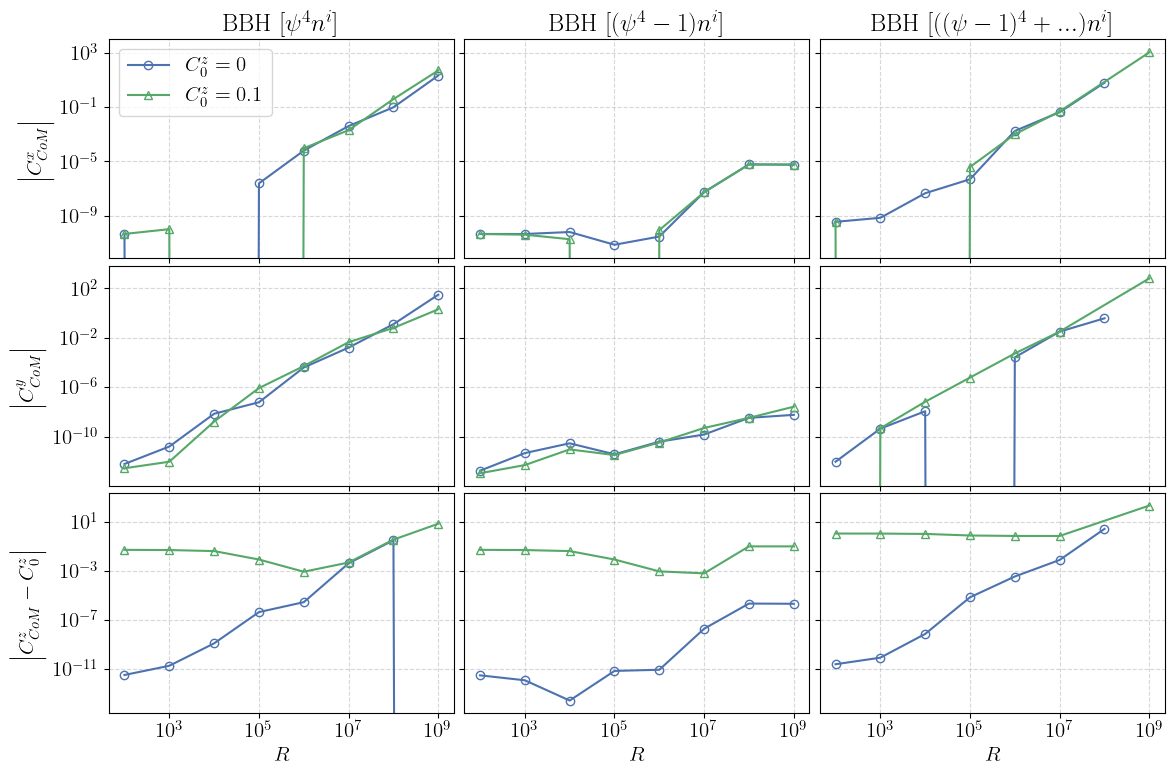 BBH [ψ⁴nⁱ] BBH [(ψ⁴ − 1)nⁱ] BBH [((ψ − 1)⁴ + ...)nⁱ]
C₀ᶻ = 0
C₀ᶻ = 0.1
10³
10⁻¹
10⁻⁵
10⁻⁹
|Cˣ_CoM|
10²
10⁻²
10⁻⁶
10⁻¹⁰
|Cʸ_CoM|
10¹
10⁻³
10⁻⁷
10⁻¹¹
|Cᶻ_CoM − C₀ᶻ|
10³ 10⁵ 10⁷ 10⁹ 10³ 10⁵ 10⁷ 10⁹ 10³ 10⁵ 10⁷ 10⁹
R R R